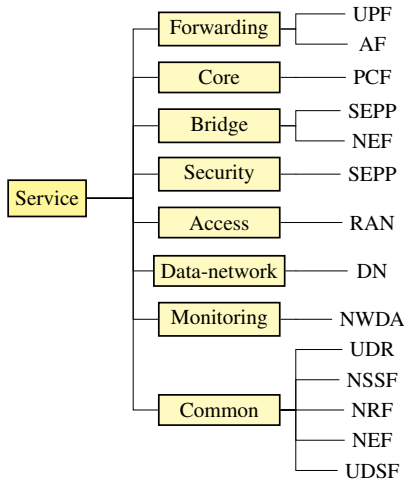 Service
Forwarding
UPF
AF
Core
PCF
Bridge
SEPP
NEF
Security
SEPP
Access
RAN
Data-network
DN
Monitoring
NWDA
Common
UDR
NSSF
NRF
NEF
UDSF